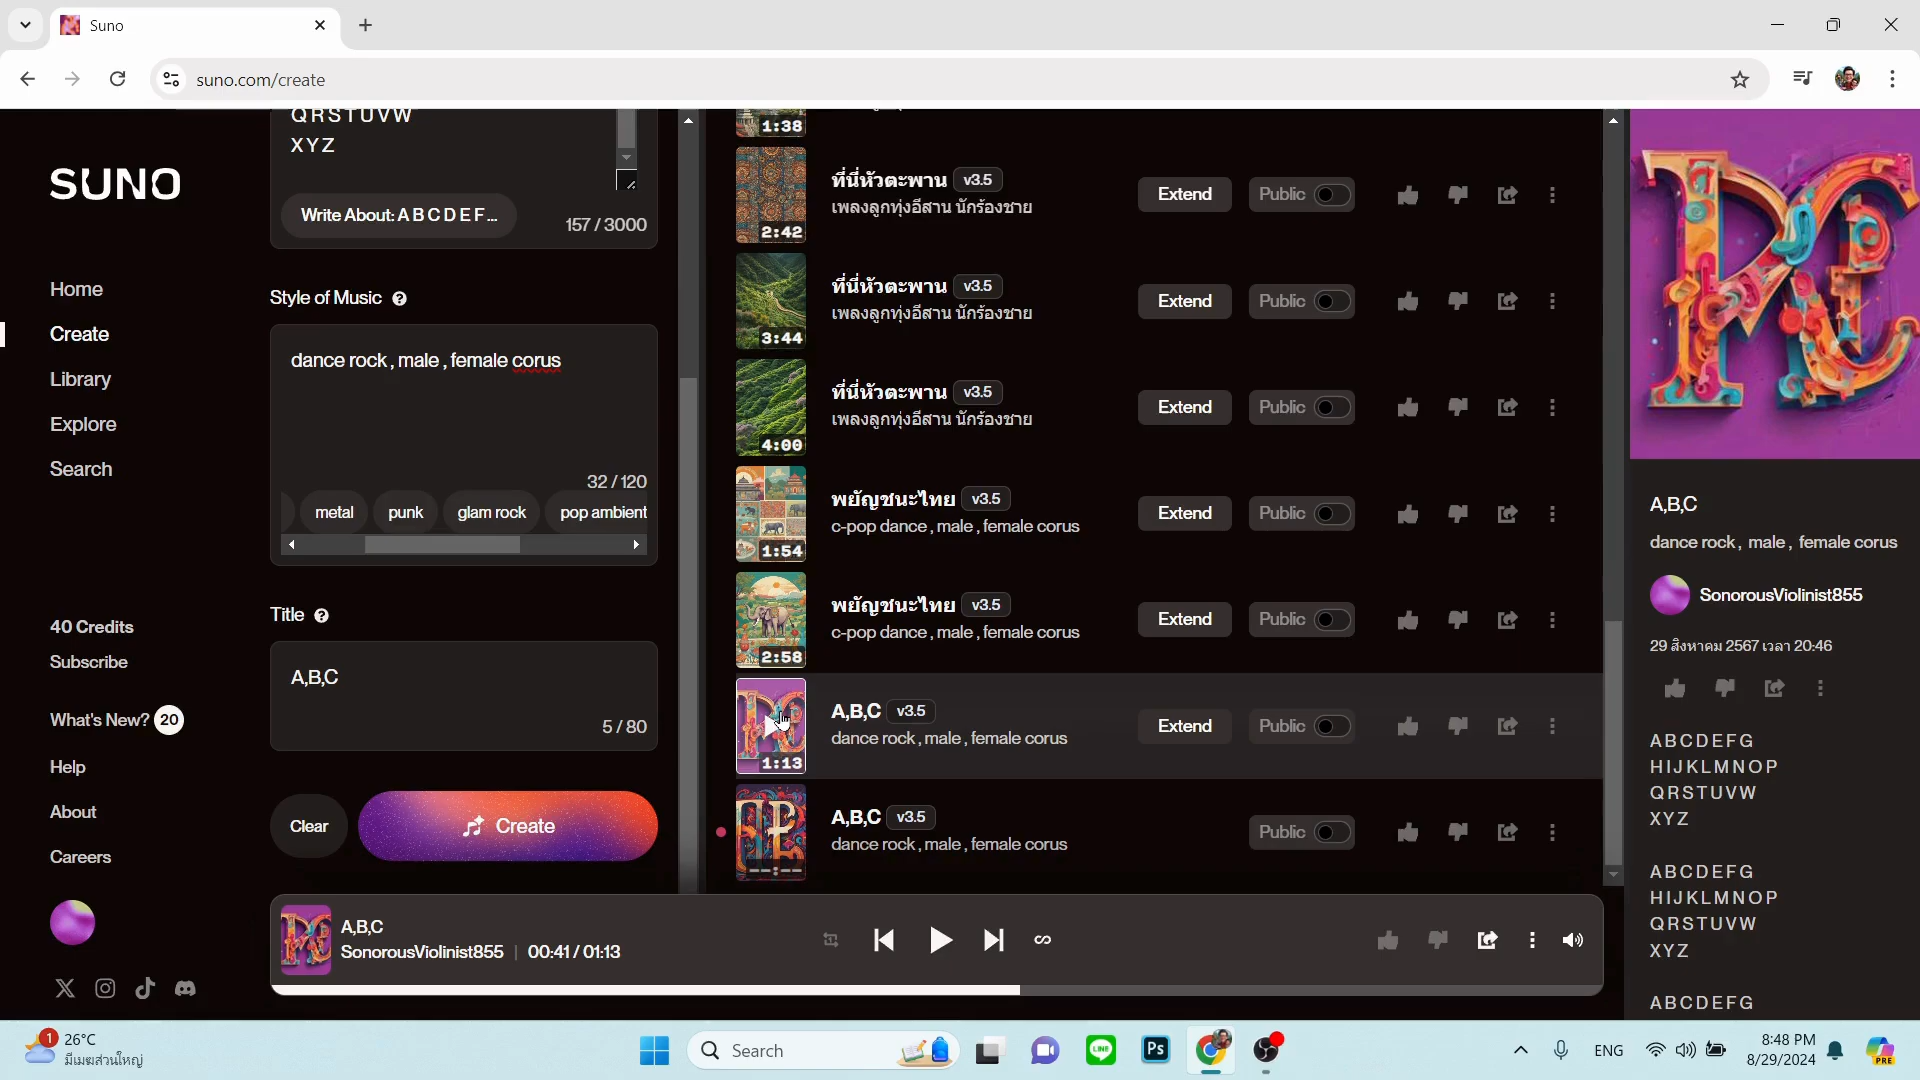 Suno
suno.com/create
SUNO
Home
Create
Library
Explore
Search
40 Credits
Subscribe
What's New? 20
Help
About
Careers
Q R S T U V W
X Y Z
Write About: A B C D E F...
157 / 3000
Style of Music
dance rock , male , female corus
32 / 120
metal
punk
glam rock
pop ambient
Title
A,B,C
5 / 80
Clear
Create
1:38
ที่นี่หัวตะพาน v3.5
เพลงลูกทุ่งอีสาน นักร้องชาย
2:42
Extend
Public
ที่นี่หัวตะพาน v3.5
เพลงลูกทุ่งอีสาน นักร้องชาย
3:44
Extend
Public
ที่นี่หัวตะพาน v3.5
เพลงลูกทุ่งอีสาน นักร้องชาย
4:00
Extend
Public
พยัญชนะไทย v3.5
c-pop dance , male , female corus
1:54
Extend
Public
พยัญชนะไทย v3.5
c-pop dance , male , female corus
2:58
Extend
Public
A,B,C v3.5
dance rock , male , female corus
1:13
Extend
Public
A,B,C v3.5
dance rock , male , female corus
--:--
Public
A,B,C
SonorousViolinist855 | 00:41 / 01:13
A,B,C
dance rock , male , female corus
SonorousViolinist855
29 สิงหาคม 2567 เวลา 20:46
A B C D E F G
H I J K L M N O P
Q R S T U V W
X Y Z
A B C D E F G
H I J K L M N O P
Q R S T U V W
X Y Z
A B C D E F G
1
26°C
มีเมฆส่วนใหญ่
Search
LINE
Ps
ENG
8:48 PM
8/29/2024
PRE